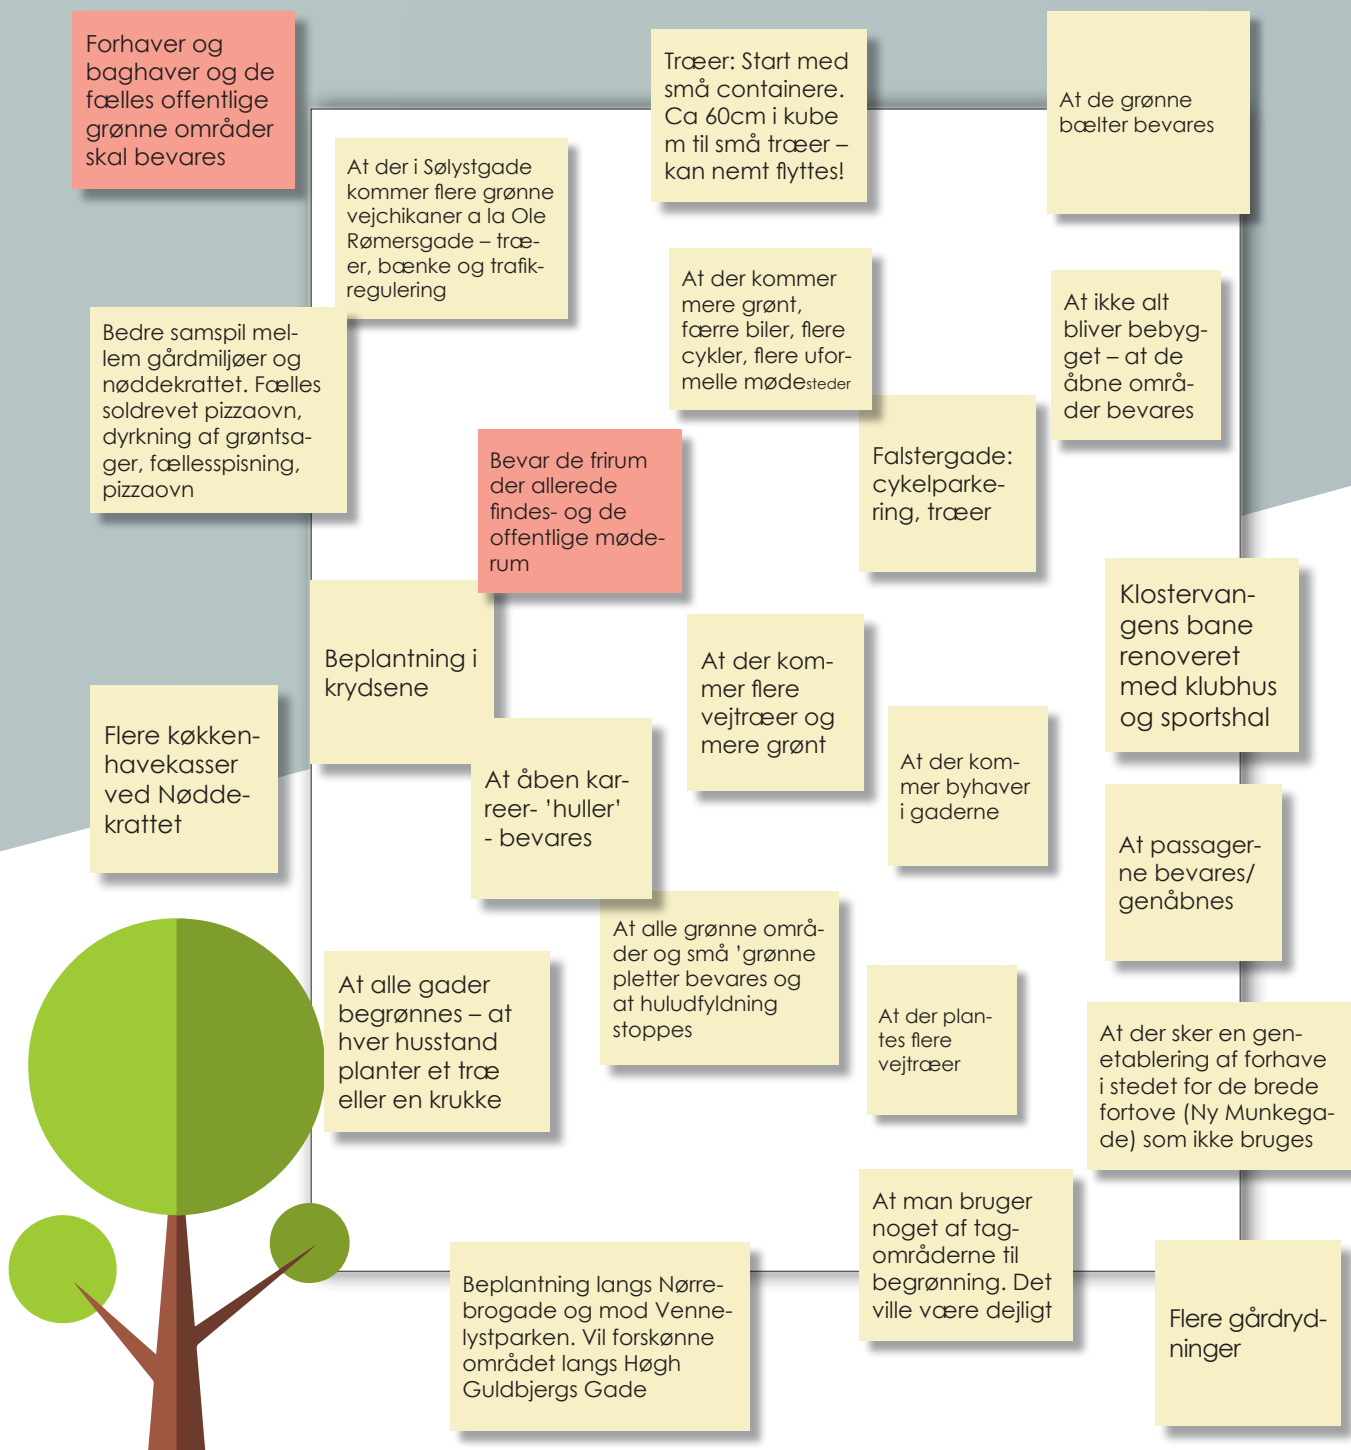 Forhaver og
baghaver og de
fælles offentlige
grønne områder
skal bevares
Træer: Start med
små containere.
Ca 60cm i kube
m til små træer –
kan nemt flyttes!
At de grønne
bælter bevares
At der i Sølystgade
kommer flere grønne
vejchikaner a la Ole
Rømersgade – træ-
er, bænke og trafik-
regulering
At der kommer
mere grønt,
færre biler, flere
cykler, flere ufor-
melle mødesteder
At ikke alt
bliver bebyg-
get – at de
åbne områ-
der bevares
Bedre samspil mel-
lem gårdmiljøer og
nøddekrattet. Fælles
soldrevet pizzaovn,
dyrkning af grøntsa-
ger, fællesspisning,
pizzaovn
Bevar de frirum
der allerede
findes- og de
offentlige møde-
rum
Falstergade:
cykelparke-
ring, træer
Klostervan-
gens bane
renoveret
med klubhus
og sportshal
Beplantning i
krydsene
At der kom-
mer flere
vejtræer og
mere grønt
Flere køkken-
havekasser
ved Nødde-
krattet
At åben kar-
reer- 'huller'
- bevares
At der kom-
mer byhaver
i gaderne
At passager-
ne bevares/
genåbnes
At alle grønne områ-
der og små 'grønne
pletter bevares og
at huludfyldning
stoppes
At alle gader
begrønnes – at
hver husstand
planter et træ
eller en krukke
At der plan-
tes flere
vejtræer
At der sker en gen-
etablering af forhave
i stedet for de brede
fortove (Ny Munkega-
de) som ikke bruges
At man bruger
noget af tag-
områderne til
begrønning. Det
ville være dejligt
Beplantning langs Nørre-
brogade og mod Venne-
lystparken. Vil forskønne
området langs Høgh
Guldbjergs Gade
Flere gårdryd-
ninger